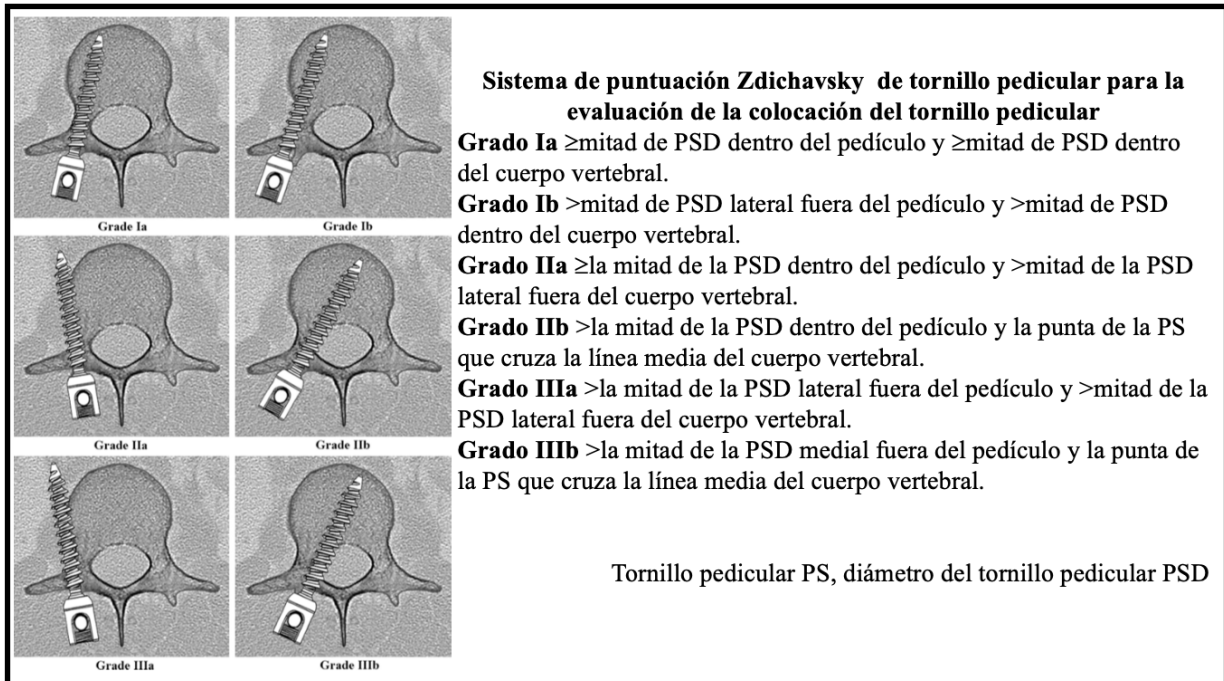 Grade Ia
Grade Ib
Grade IIa
Grade IIb
Grade IIIa
Grade IIIb
Sistema de puntuación Zdichavsky de tornillo pedicular para la
evaluación de la colocación del tornillo pedicular
Grado Ia ≥mitad de PSD dentro del pedículo y ≥mitad de PSD dentro
del cuerpo vertebral.
Grado Ib >mitad de PSD lateral fuera del pedículo y >mitad de PSD
dentro del cuerpo vertebral.
Grado IIa ≥la mitad de la PSD dentro del pedículo y >mitad de la PSD
lateral fuera del cuerpo vertebral.
Grado IIb >la mitad de la PSD dentro del pedículo y la punta de la PS
que cruza la línea media del cuerpo vertebral.
Grado IIIa >la mitad de la PSD lateral fuera del pedículo y >mitad de la
PSD lateral fuera del cuerpo vertebral.
Grado IIIb >la mitad de la PSD medial fuera del pedículo y la punta de
la PS que cruza la línea media del cuerpo vertebral.
Tornillo pedicular PS, diámetro del tornillo pedicular PSD